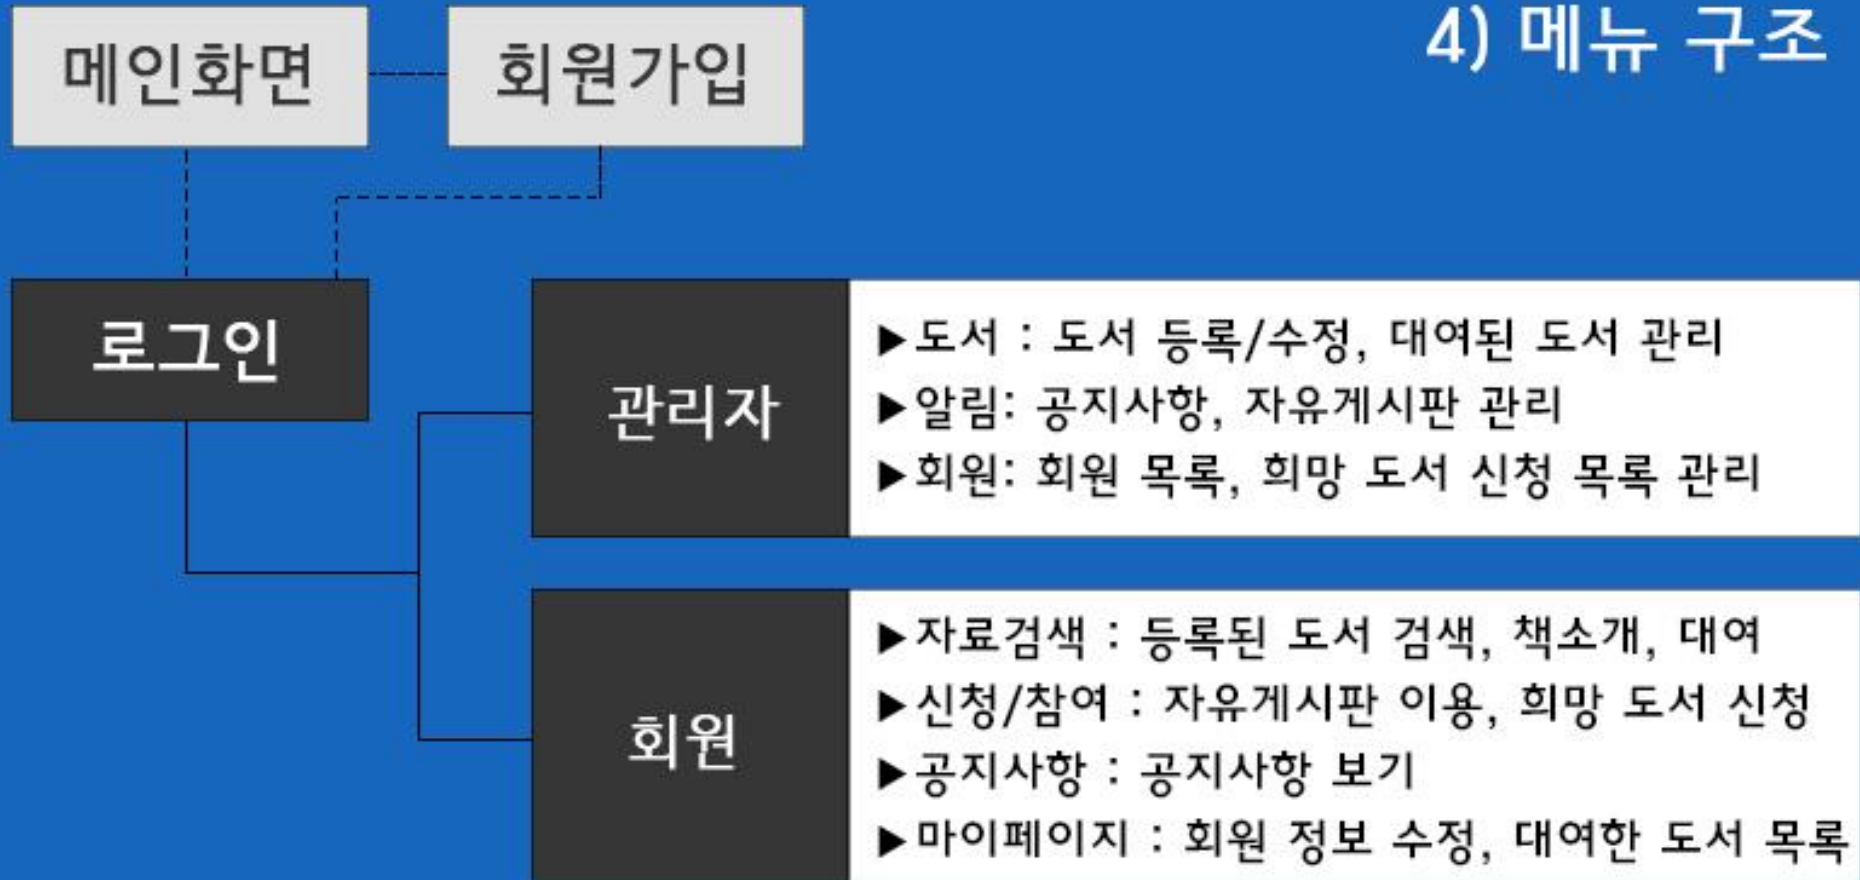 4) 메뉴 구조
메인화면
회원가입
로그인
관리자
▶도서 : 도서 등록/수정, 대여된 도서 관리
▶알림: 공지사항, 자유게시판 관리
▶회원: 회원 목록, 희망 도서 신청 목록 관리
회원
▶자료검색 : 등록된 도서 검색, 책소개, 대여
▶신청/참여 : 자유게시판 이용, 희망 도서 신청
▶공지사항 : 공지사항 보기
▶마이페이지 : 회원 정보 수정, 대여한 도서 목록